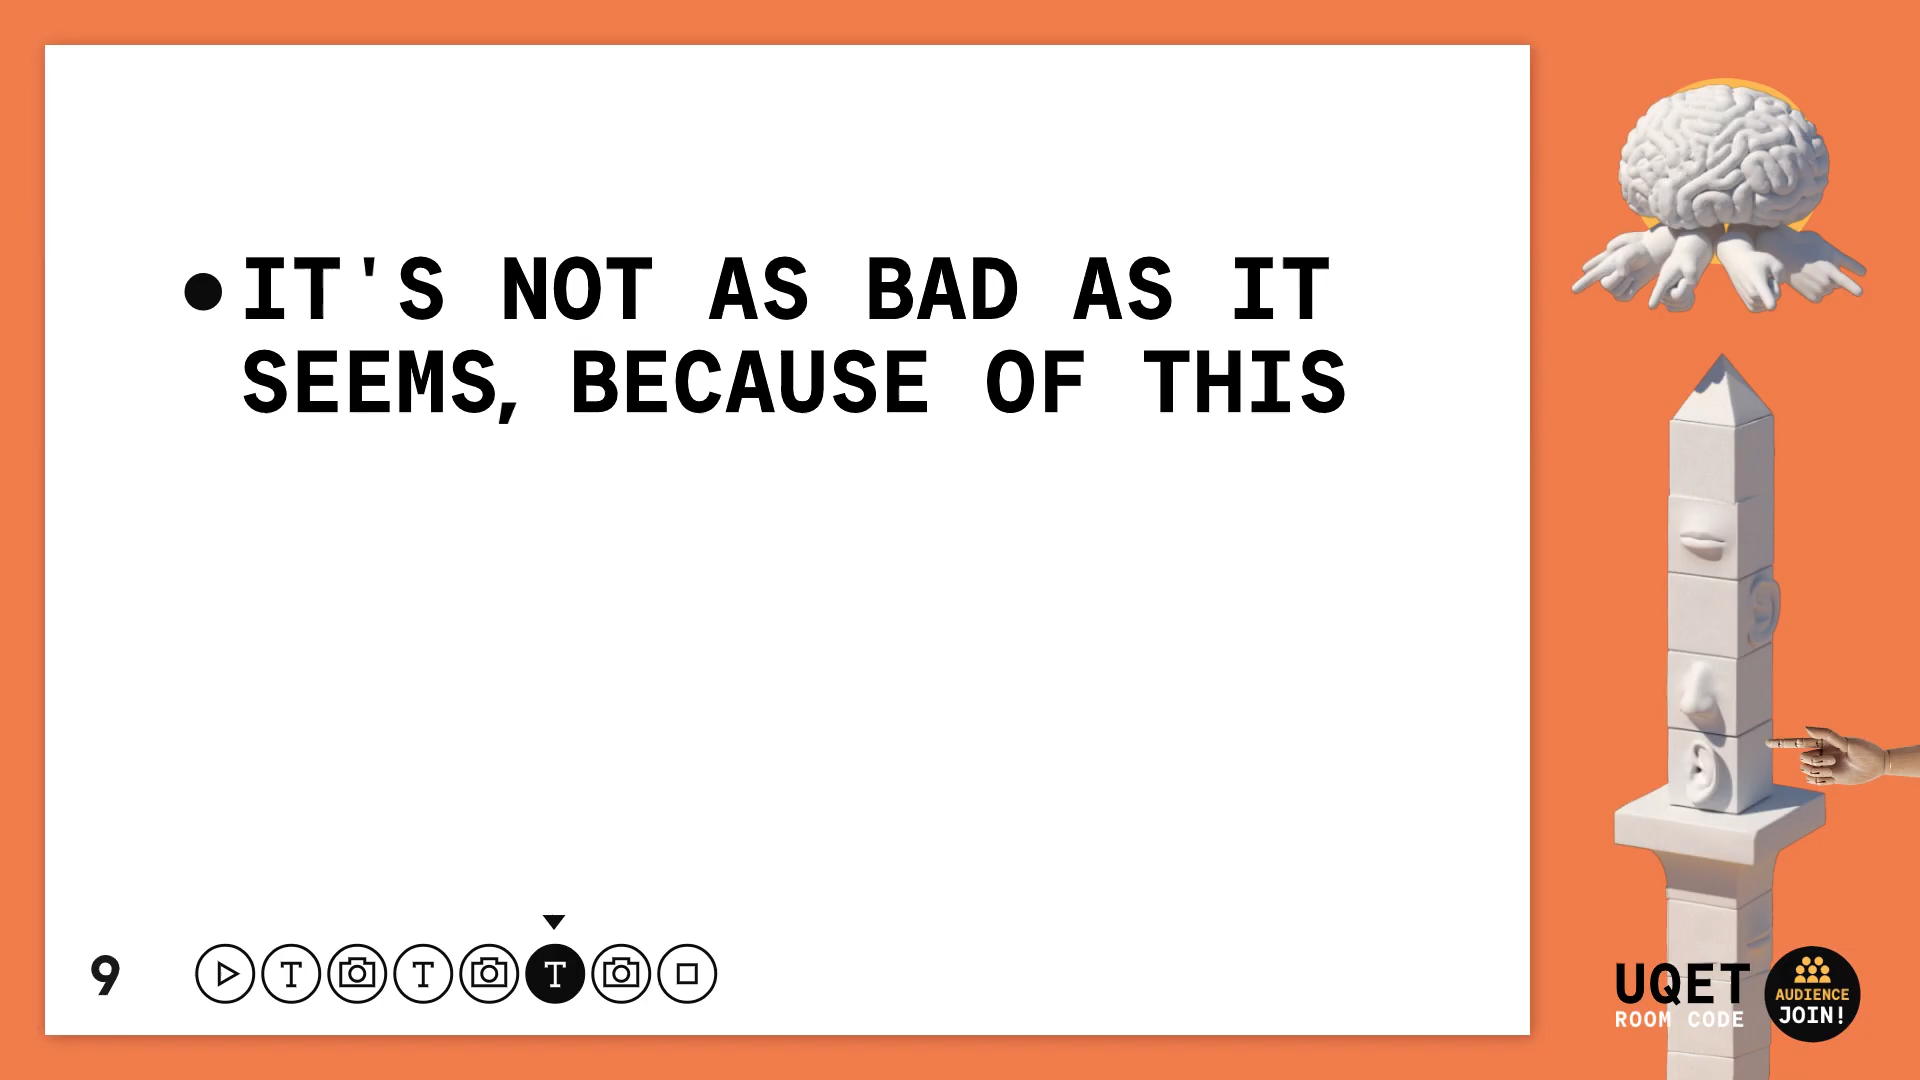 ●IT'S NOT AS BAD AS IT
SEEMS, BECAUSE OF THIS
9
T T T
UQET
ROOM CODE
AUDIENCE
JOIN!